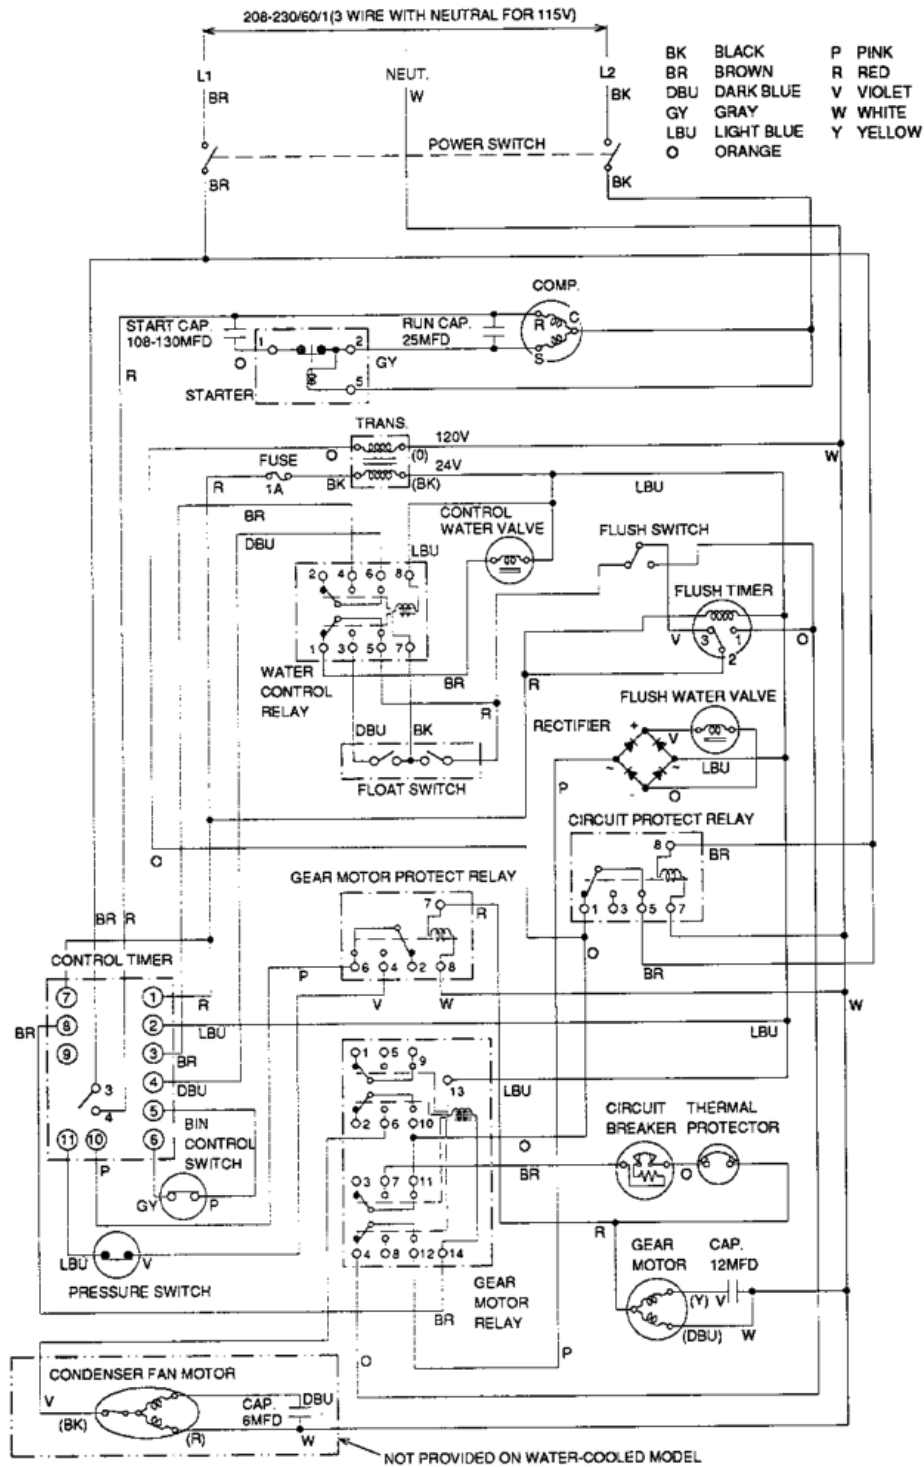 208-230/60/1(3 WIRE WITH NEUTRAL FOR 115V)
L1
NEUT.
L2
BR
W
BK
BK BLACK P PINK
BR BROWN R RED
DBU DARK BLUE V VIOLET
GY GRAY W WHITE
LBU LIGHT BLUE Y YELLOW
O ORANGE
POWER SWITCH
BR
BK
COMP.
START CAP.
108-130MFD
RUN CAP.
25MFD
R
C
S
1
2
5
O
GY
R
STARTER
TRANS.
120V
O
(O)
W
FUSE
24V
R
1A
BK
(BK)
LBU
BR
CONTROL
WATER VALVE
FLUSH SWITCH
DBU
LBU
2 4 6 8
FLUSH TIMER
V
3
1
O
2
1 3 5 7
WATER
CONTROL
RELAY
BR
R
R
FLUSH WATER VALVE
RECTIFIER
+
V
DBU
BK
LBU
~
~
-
O
P
FLOAT SWITCH
CIRCUIT PROTECT RELAY
8
BR
O
GEAR MOTOR PROTECT RELAY
7
R
1 3 5 7
BR R
O
BR
CONTROL TIMER
6 4 2 8
P
V
W
W
7
1
R
BR
8
2
LBU
LBU
9
3
BR
4
DBU
3
4
5
11
10
6
P
BIN
CONTROL
SWITCH
GY
P
1 5 9
13
LBU
2 6 10
O
CIRCUIT
BREAKER
THERMAL
PROTECTOR
BR
O
3 7 11
4 8 12 14
LBU
V
PRESSURE SWITCH
R
GEAR
MOTOR
CAP.
12MFD
(Y) V
(DBU)
W
GEAR
MOTOR
RELAY
BR
O
P
CONDENSER FAN MOTOR
V
(BK)
CAP.
6MFD
DBU
(R)
W
NOT PROVIDED ON WATER-COOLED MODEL